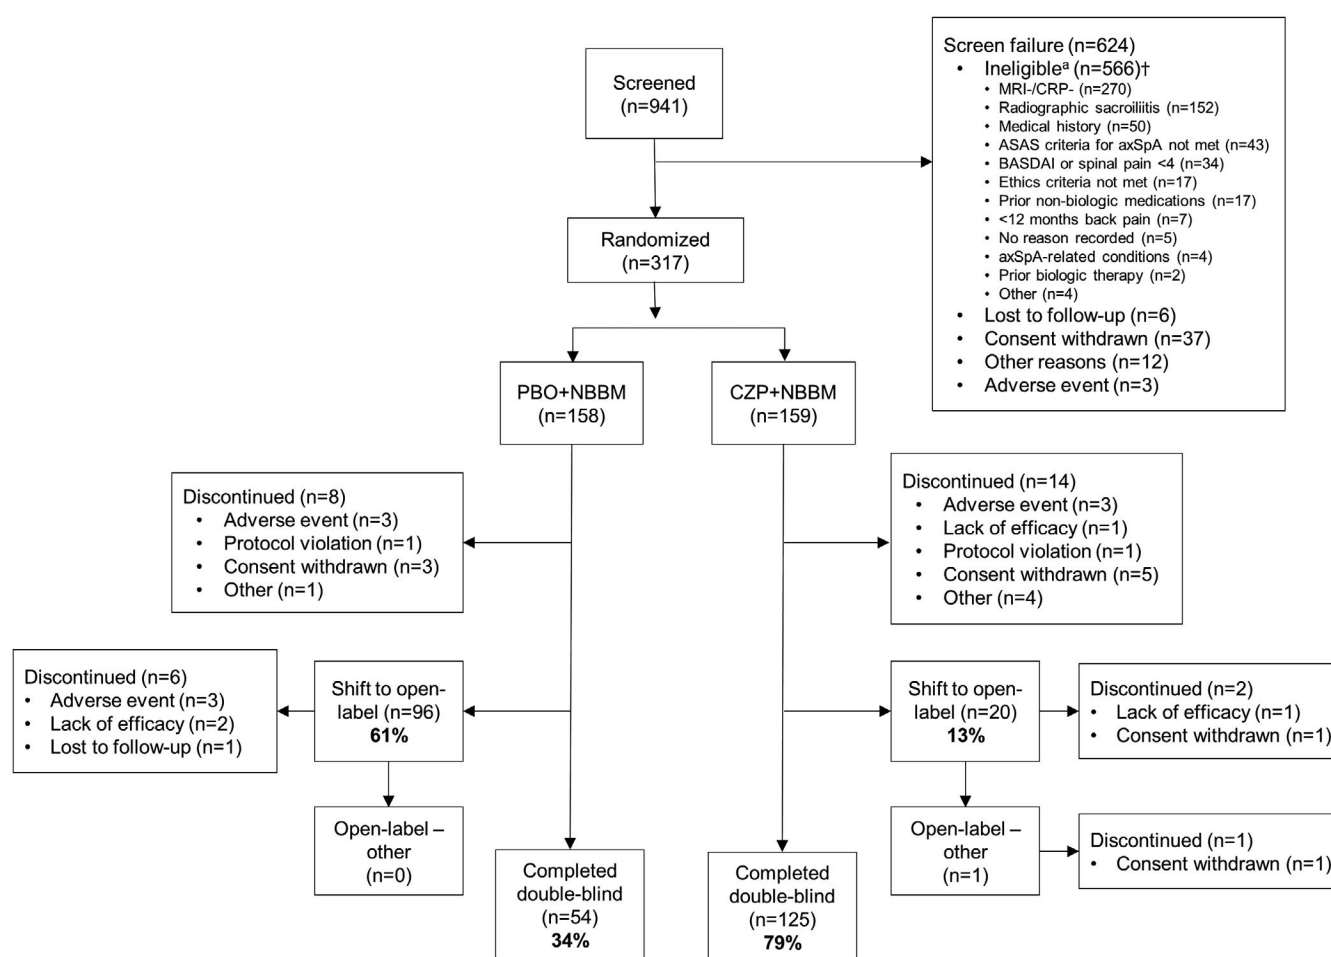 Screened
(n=941)
Screen failure (n=624)
• Ineligibleᵃ (n=566)†
• MRI-/CRP- (n=270)
• Radiographic sacroiliitis (n=152)
• Medical history (n=50)
• ASAS criteria for axSpA not met (n=43)
• BASDAI or spinal pain <4 (n=34)
• Ethics criteria not met (n=17)
• Prior non-biologic medications (n=17)
• <12 months back pain (n=7)
• No reason recorded (n=5)
• axSpA-related conditions (n=4)
• Prior biologic therapy (n=2)
• Other (n=4)
• Lost to follow-up (n=6)
• Consent withdrawn (n=37)
• Other reasons (n=12)
• Adverse event (n=3)
Randomized
(n=317)
PBO+NBBM
(n=158)
CZP+NBBM
(n=159)
Discontinued (n=8)
• Adverse event (n=3)
• Protocol violation (n=1)
• Consent withdrawn (n=3)
• Other (n=1)
Discontinued (n=14)
• Adverse event (n=3)
• Lack of efficacy (n=1)
• Protocol violation (n=1)
• Consent withdrawn (n=5)
• Other (n=4)
Discontinued (n=6)
• Adverse event (n=3)
• Lack of efficacy (n=2)
• Lost to follow-up (n=1)
Shift to open-
label (n=96)
61%
Shift to open-
label (n=20)
13%
Discontinued (n=2)
• Lack of efficacy (n=1)
• Consent withdrawn (n=1)
Open-label –
other
(n=0)
Completed
double-blind
(n=54)
34%
Completed
double-blind
(n=125)
79%
Open-label –
other
(n=1)
Discontinued (n=1)
• Consent withdrawn (n=1)